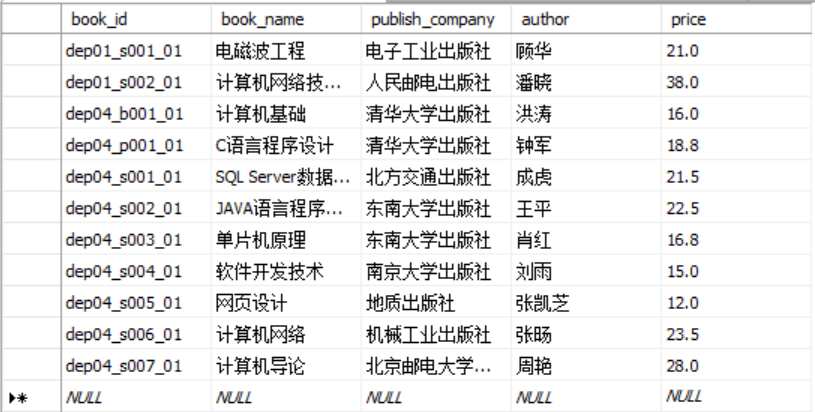 book_id book_name publish_company author price
dep01_s001_01 电磁波工程 电子工业出版社 顾华 21.0
dep01_s002_01 计算机网络技... 人民邮电出版社 潘晓 38.0
dep04_b001_01 计算机基础 清华大学出版社 洪涛 16.0
dep04_p001_01 C语言程序设计 清华大学出版社 钟军 18.8
dep04_s001_01 SQL Server数据... 北方交通出版社 成虎 21.5
dep04_s002_01 JAVA语言程序... 东南大学出版社 王平 22.5
dep04_s003_01 单片机原理 东南大学出版社 肖红 16.8
dep04_s004_01 软件开发技术 南京大学出版社 刘雨 15.0
dep04_s005_01 网页设计 地质出版社 张凯芝 12.0
dep04_s006_01 计算机网络 机械工业出版社 张旸 23.5
dep04_s007_01 计算机导论 北京邮电大学... 周艳 28.0
NULL NULL NULL NULL NULL